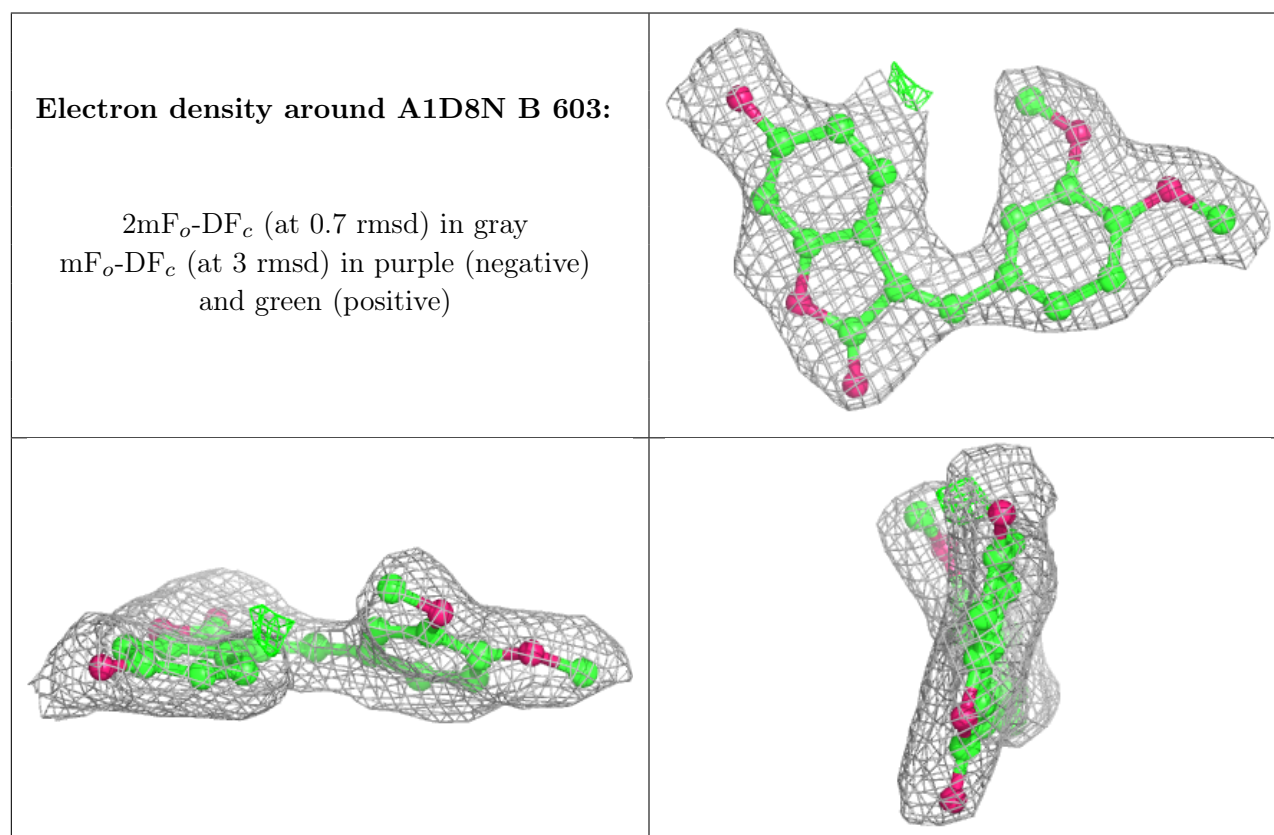 Electron density around A1D8N B 603:
2mFo-DFc (at 0.7 rmsd) in gray
mFo-DFc (at 3 rmsd) in purple (negative)
and green (positive)